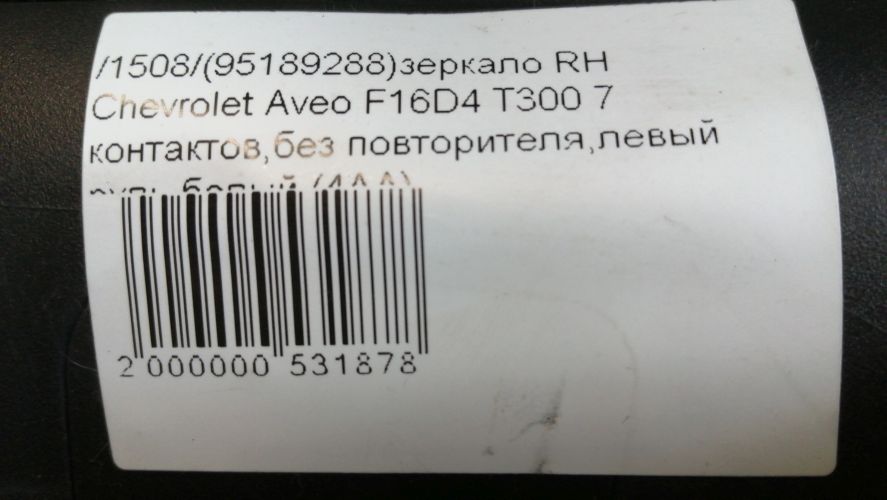 /1508/(95189288)зеркало RH
Chevrolet Aveo F16D4 T300 7
контактов,без повторителя,левый
2 000000 531878